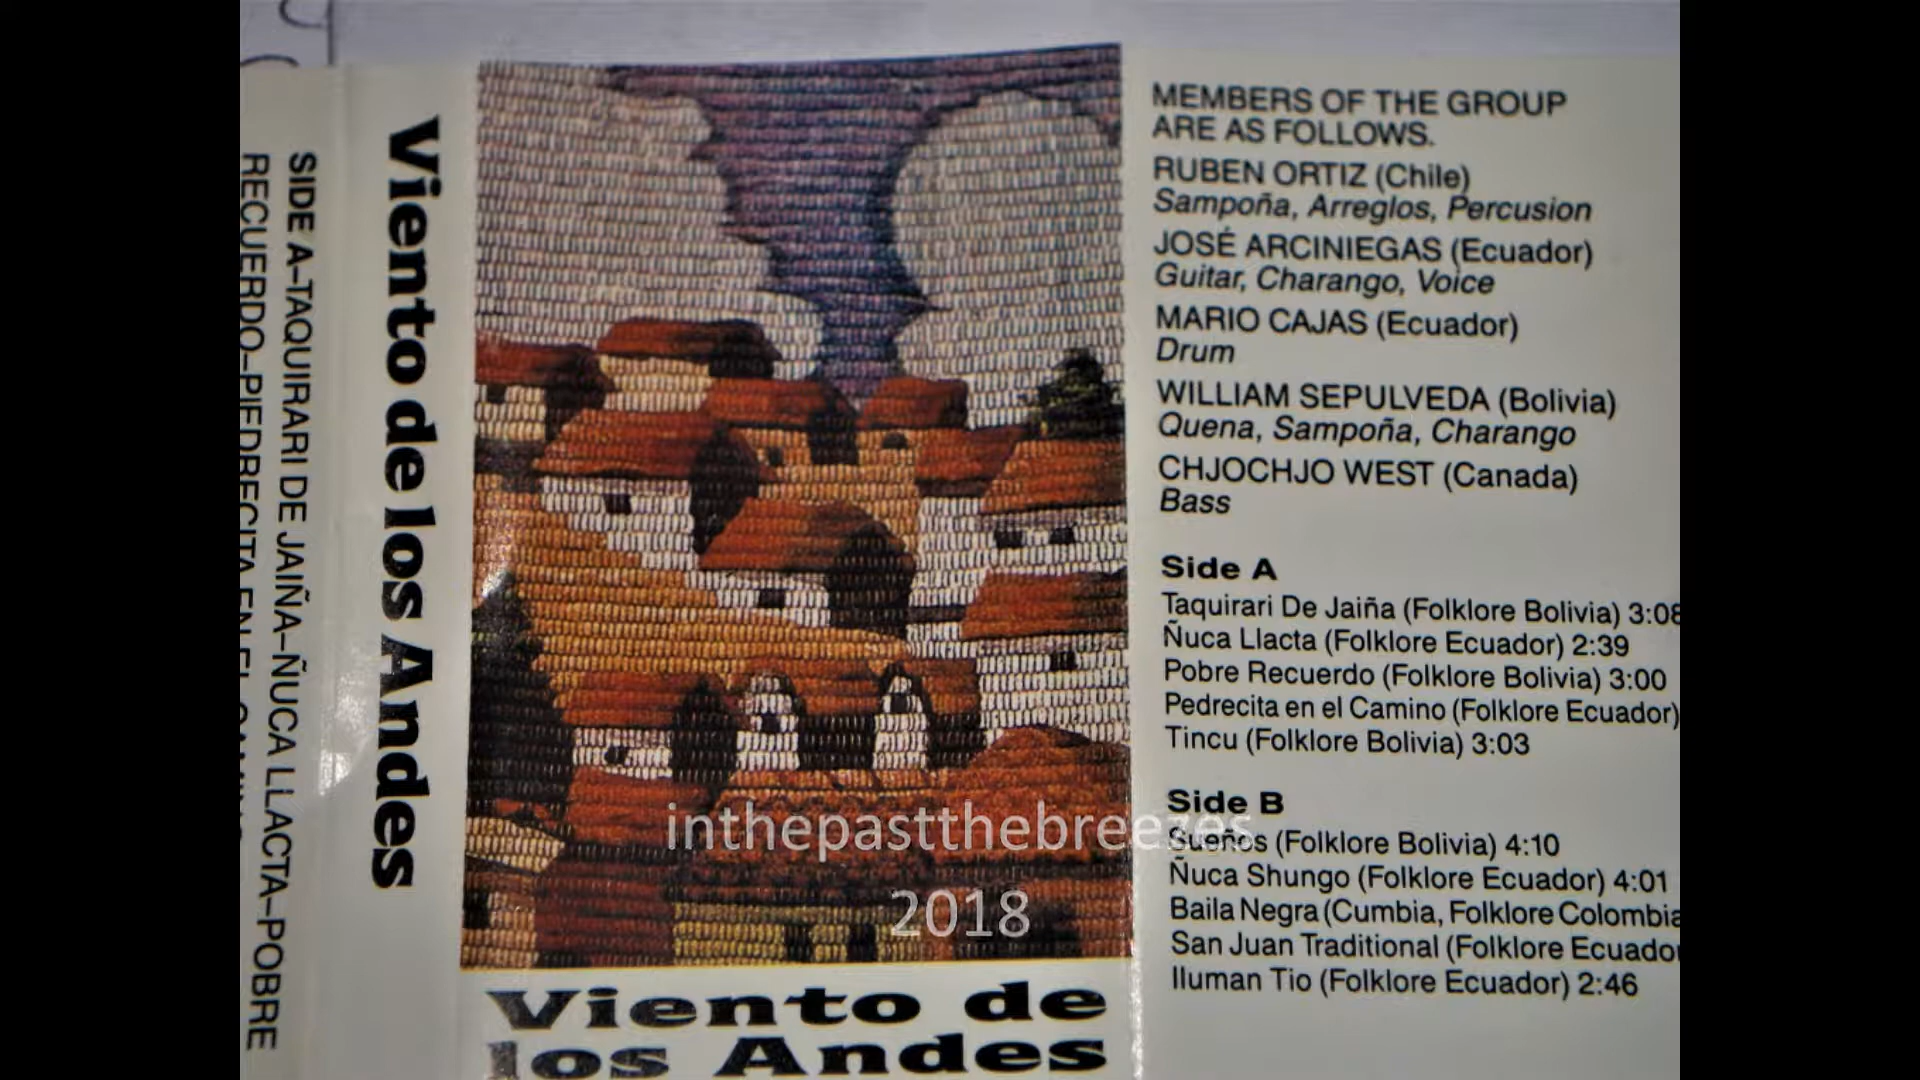 SIDE A–TAQUIRARI DE JAIÑA–ÑUCA LLACTA–POBRE
RECUERDO–PIEDRECITA EN EL
Viento de los Andes
Viento de
los Andes
MEMBERS OF THE GROUP
ARE AS FOLLOWS.
RUBEN ORTIZ (Chile)
Sampoña, Arreglos, Percusion
JOSÉ ARCINIEGAS (Ecuador)
Guitar, Charango, Voice
MARIO CAJAS (Ecuador)
Drum
WILLIAM SEPULVEDA (Bolivia)
Quena, Sampoña, Charango
CHJOCHJO WEST (Canada)
Bass
Side A
Taquirari De Jaiña (Folklore Bolivia) 3:08
Ñuca Llacta (Folklore Ecuador) 2:39
Pobre Recuerdo (Folklore Bolivia) 3:00
Pedrecita en el Camino (Folklore Ecuador)
Tincu (Folklore Bolivia) 3:03
Side B
Sueños (Folklore Bolivia) 4:10
Ñuca Shungo (Folklore Ecuador) 4:01
Baila Negra (Cumbia, Folklore Colombia
San Juan Traditional (Folklore Ecuador
Iluman Tio (Folklore Ecuador) 2:46
inthepastthebreezes
2018